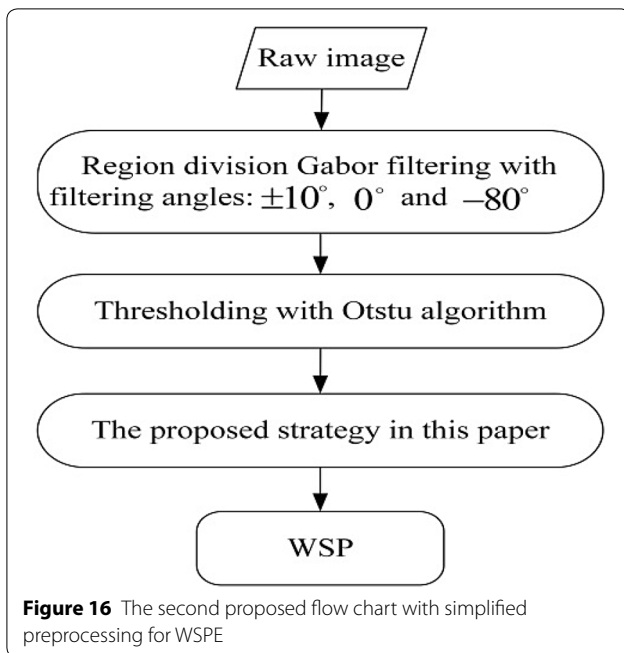 Raw image
Region division Gabor filtering with
filtering angles: ±10°, 0° and −80°
Thresholding with Otstu algorithm
The proposed strategy in this paper
WSP
Figure 16 The second proposed flow chart with simplified
preprocessing for WSPE